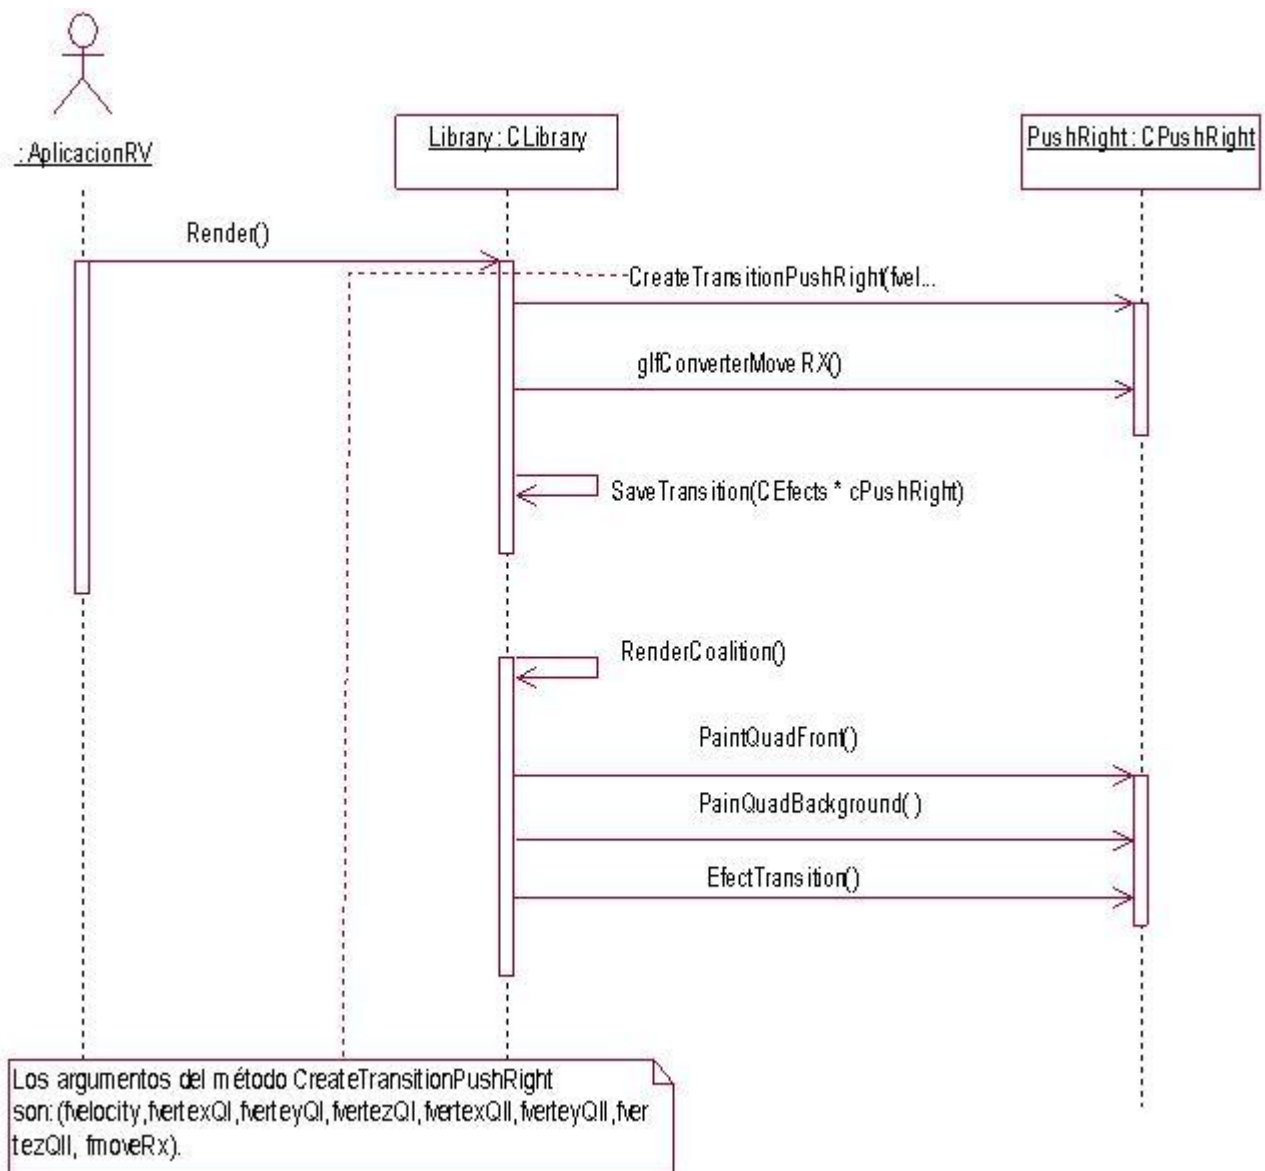 : AplicacionRV
Library : CLibrary
PushRight : CPushRight
Render()
CreateTransitionPushRight(fvel...
glfConverterMoveRX()
SaveTransition(CEfects * cPushRight)
RenderCoalition()
PaintQuadFront()
PainQuadBackground( )
EfectTransition()
Los argumentos del método CreateTransitionPushRight
son:(fvelocity,fvertexQI,fverteyQI,fvertezQI,fvertexQII,fverteyQII,fver
tezQII, fmoveRx).